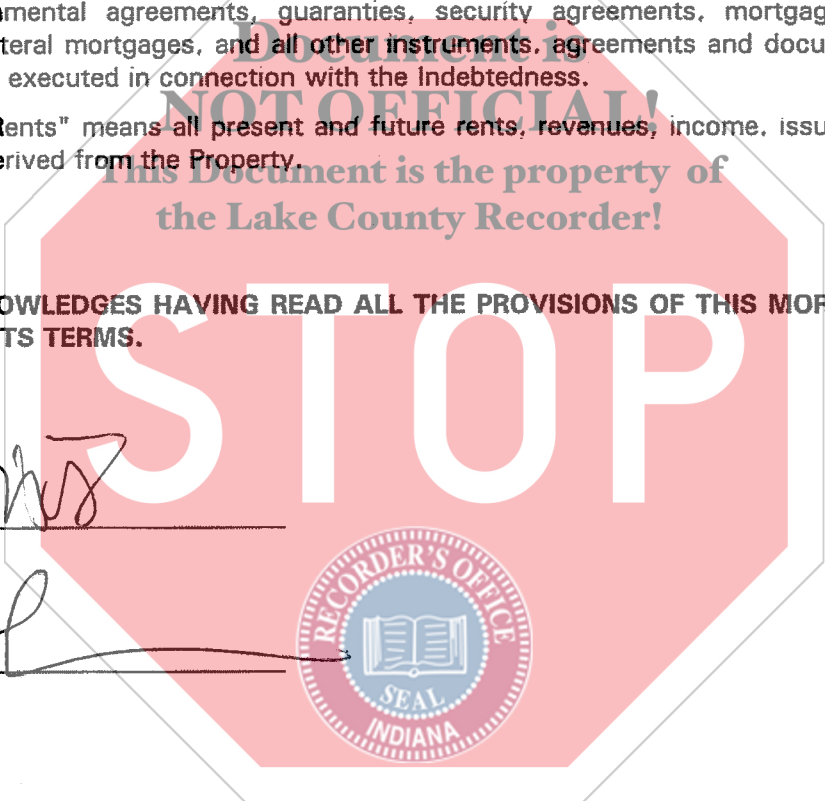 mental agreements, guaranties, security agreements, mortgag
teral mortgages, and all other instruments, agreements and docu
Document is
executed in connection with the Indebtedness.
NOT OFFICIAL!
ents" means all present and future rents, revenues, income, issu
erived from the Property.
This Document is the property of
the Lake County Recorder!
OWLEDGES HAVING READ ALL THE PROVISIONS OF THIS MOR
TS TERMS.
STOP
RECORDER'S OFFICE
SEAL
INDIANA